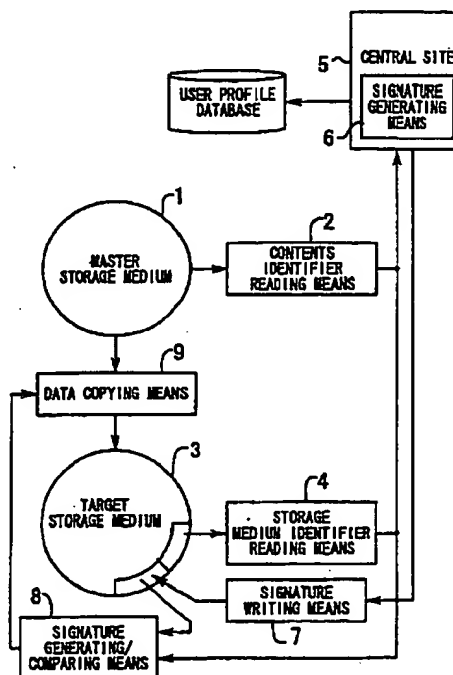 5
CENTRAL SITE
SIGNATURE
GENERATING
MEANS
6
USER PROFILE
DATABASE
1
MASTER
STORAGE MEDIUM
2
CONTENTS
IDENTIFIER
READING MEANS
9
DATA COPYING MEANS
3
TARGET
STORAGE MEDIUM
4
STORAGE
MEDIUM IDENTIFIER
READING MEANS
SIGNATURE
WRITING MEANS
7
8
SIGNATURE
GENERATING/
COMPARING MEANS